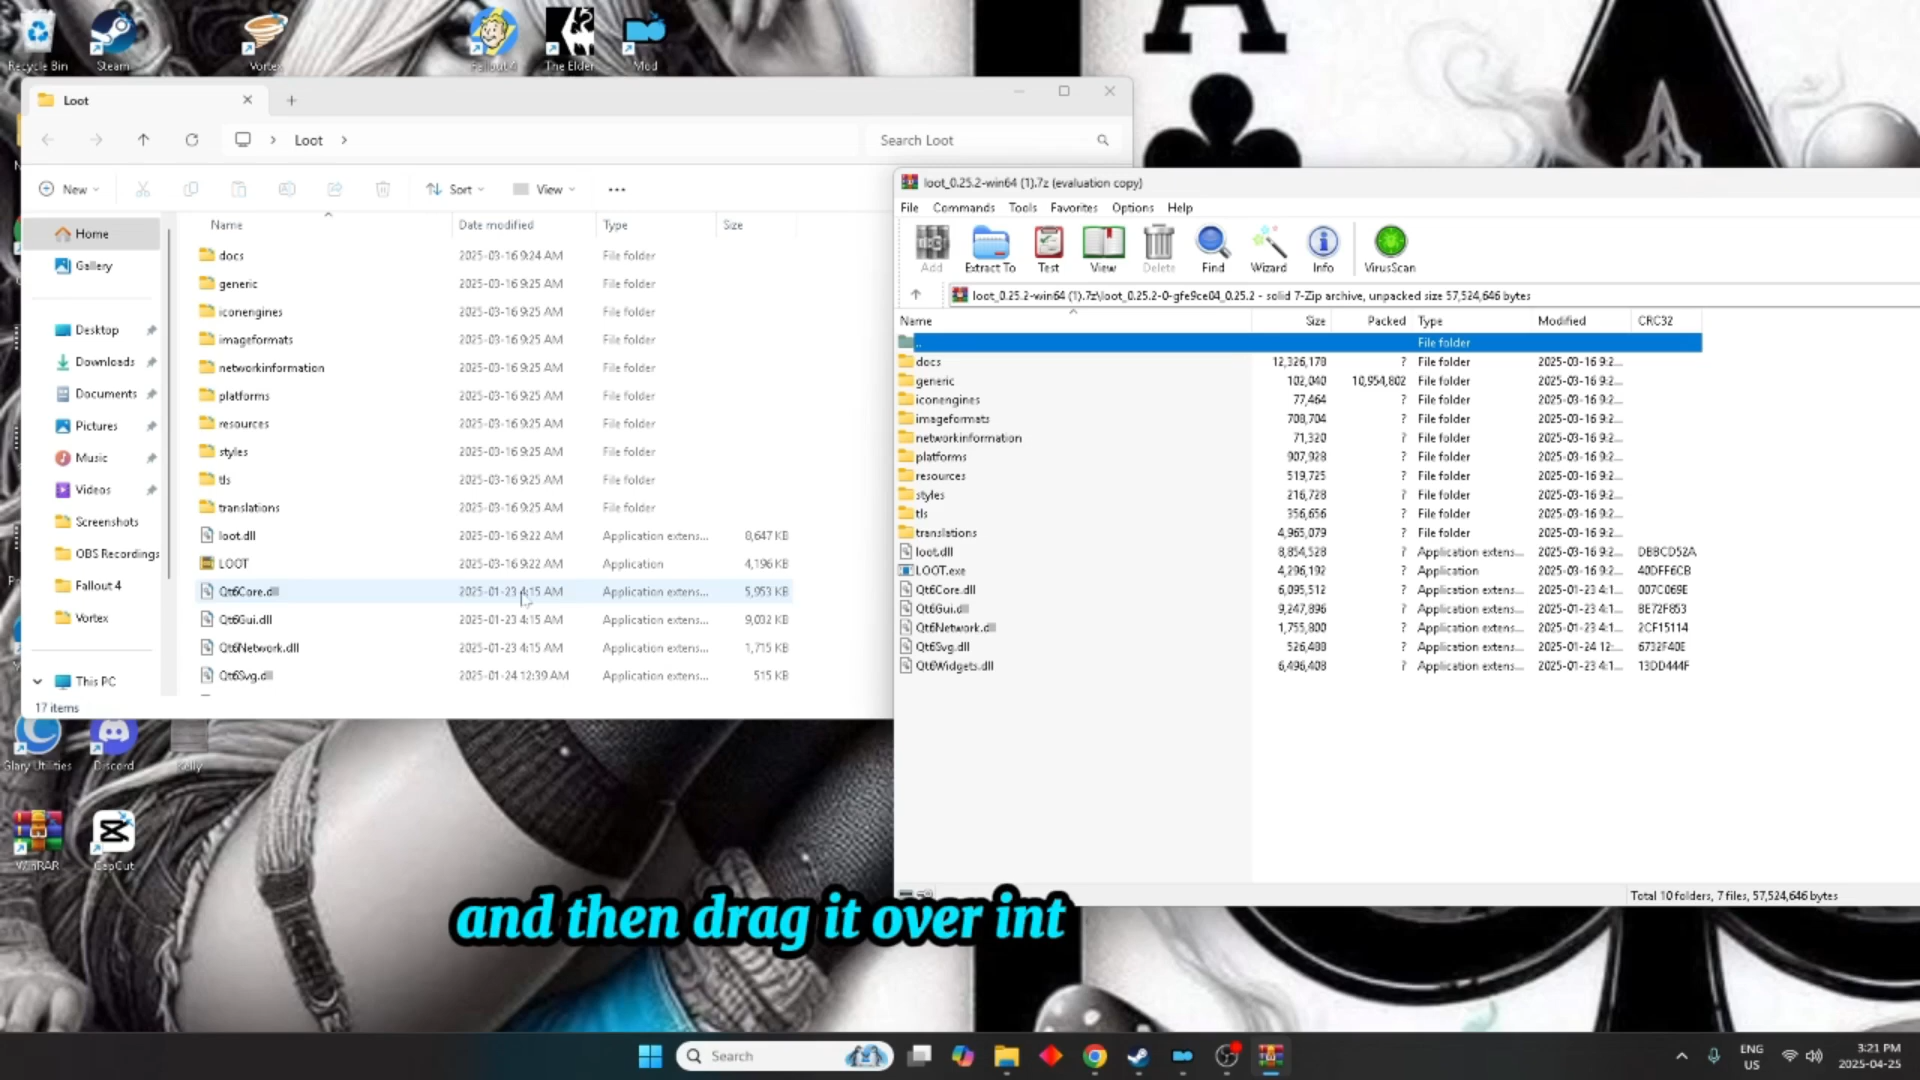 Recycle Bin
Steam
Vortex
Fallout 4
The Elder
Mod
Loot
Loot
Search Loot
New
Sort
View
Name Date modified Type Size
Home
Gallery
Desktop
Downloads
Documents
Pictures
Music
Videos
Screenshots
OBS Recordings
Fallout 4
Vortex
This PC
docs 2025-03-16 9:24 AM File folder
generic 2025-03-16 9:25 AM File folder
iconengines 2025-03-16 9:25 AM File folder
imageformats 2025-03-16 9:25 AM File folder
networkinformation 2025-03-16 9:25 AM File folder
platforms 2025-03-16 9:25 AM File folder
resources 2025-03-16 9:25 AM File folder
styles 2025-03-16 9:25 AM File folder
tls 2025-03-16 9:25 AM File folder
translations 2025-03-16 9:25 AM File folder
loot.dll 2025-03-16 9:22 AM Application extens... 8,647 KB
LOOT 2025-03-16 9:22 AM Application 4,196 KB
Qt6Core.dll 2025-01-23 4:15 AM Application extens... 5,953 KB
Qt6Gui.dll 2025-01-23 4:15 AM Application extens... 9,032 KB
Qt6Network.dll 2025-01-23 4:15 AM Application extens... 1,715 KB
Qt6Svg.dll 2025-01-24 12:39 AM Application extens... 515 KB
17 items
loot_0.25.2-win64 (1).7z (evaluation copy)
File Commands Tools Favorites Options Help
Add Extract To Test View Delete Find Wizard Info VirusScan
loot_0.25.2-win64 (1).7z\loot_0.25.2-0-gfe9ce04_0.25.2 - solid 7-Zip archive, unpacked size 57,524,646 bytes
Name Size Packed Type Modified CRC32
.. File folder
docs 12,326,178 ? File folder 2025-03-16 9:2...
generic 102,040 10,954,802 File folder 2025-03-16 9:2...
iconengines 77,464 ? File folder 2025-03-16 9:2...
imageformats 708,704 ? File folder 2025-03-16 9:2...
networkinformation 71,320 ? File folder 2025-03-16 9:2...
platforms 907,928 ? File folder 2025-03-16 9:2...
resources 519,725 ? File folder 2025-03-16 9:2...
styles 216,728 ? File folder 2025-03-16 9:2...
tls 356,656 ? File folder 2025-03-16 9:2...
translations 4,965,079 ? File folder 2025-03-16 9:2...
loot.dll 8,854,528 ? Application extens... 2025-03-16 9:2... DB8CD52A
LOOT.exe 4,296,192 ? Application 2025-03-16 9:2... 40DFF6CB
Qt6Core.dll 6,095,512 ? Application extens... 2025-01-23 4:1... 007C069E
Qt6Gui.dll 9,247,896 ? Application extens... 2025-01-23 4:1... 8E72F853
Qt6Network.dll 1,755,800 ? Application extens... 2025-01-23 4:1... 2CF15114
Qt6Svg.dll 526,488 ? Application extens... 2025-01-24 12:... 6732F40E
Qt6Widgets.dll 6,496,408 ? Application extens... 2025-01-23 4:1... 13DD444F
Total 10 folders, 7 files, 57,524,646 bytes
Glary Utilities
Discord
WinRAR
CapCut
and then drag it over int
Search
ENG
US
3:21 PM
2025-04-25